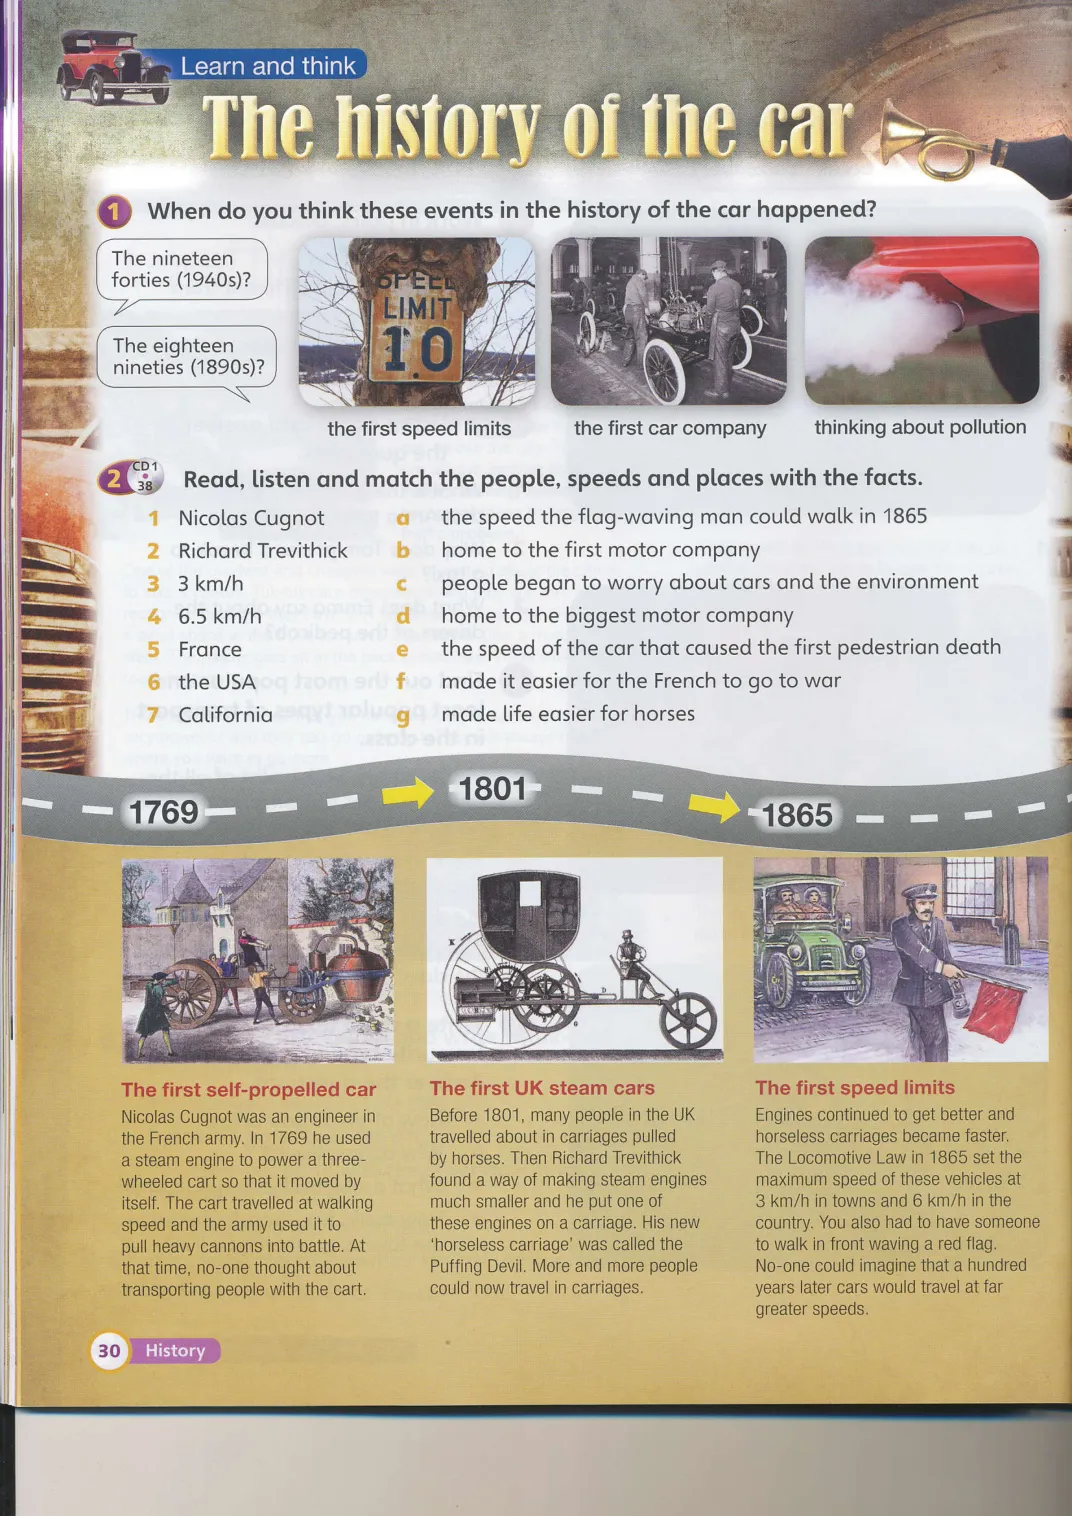 Learn and think
The history of the car
1 When do you think these events in the history of the car happened?
The nineteen
forties (1940s)?
The eighteen
nineties (1890s)?
SPEED
LIMIT
10
the first speed limits
the first car company
thinking about pollution
2 CD1 38 Read, listen and match the people, speeds and places with the facts.
1 Nicolas Cugnot
2 Richard Trevithick
3 3 km/h
4 6.5 km/h
5 France
6 the USA
7 California
a the speed the flag-waving man could walk in 1865
b home to the first motor company
c people began to worry about cars and the environment
d home to the biggest motor company
e the speed of the car that caused the first pedestrian death
f made it easier for the French to go to war
g made life easier for horses
1769
1801
1865
The first self-propelled car
Nicolas Cugnot was an engineer in
the French army. In 1769 he used
a steam engine to power a three-
wheeled cart so that it moved by
itself. The cart travelled at walking
speed and the army used it to
pull heavy cannons into battle. At
that time, no-one thought about
transporting people with the cart.
The first UK steam cars
Before 1801, many people in the UK
travelled about in carriages pulled
by horses. Then Richard Trevithick
found a way of making steam engines
much smaller and he put one of
these engines on a carriage. His new
'horseless carriage' was called the
Puffing Devil. More and more people
could now travel in carriages.
The first speed limits
Engines continued to get better and
horseless carriages became faster.
The Locomotive Law in 1865 set the
maximum speed of these vehicles at
3 km/h in towns and 6 km/h in the
country. You also had to have someone
to walk in front waving a red flag.
No-one could imagine that a hundred
years later cars would travel at far
greater speeds.
30 History